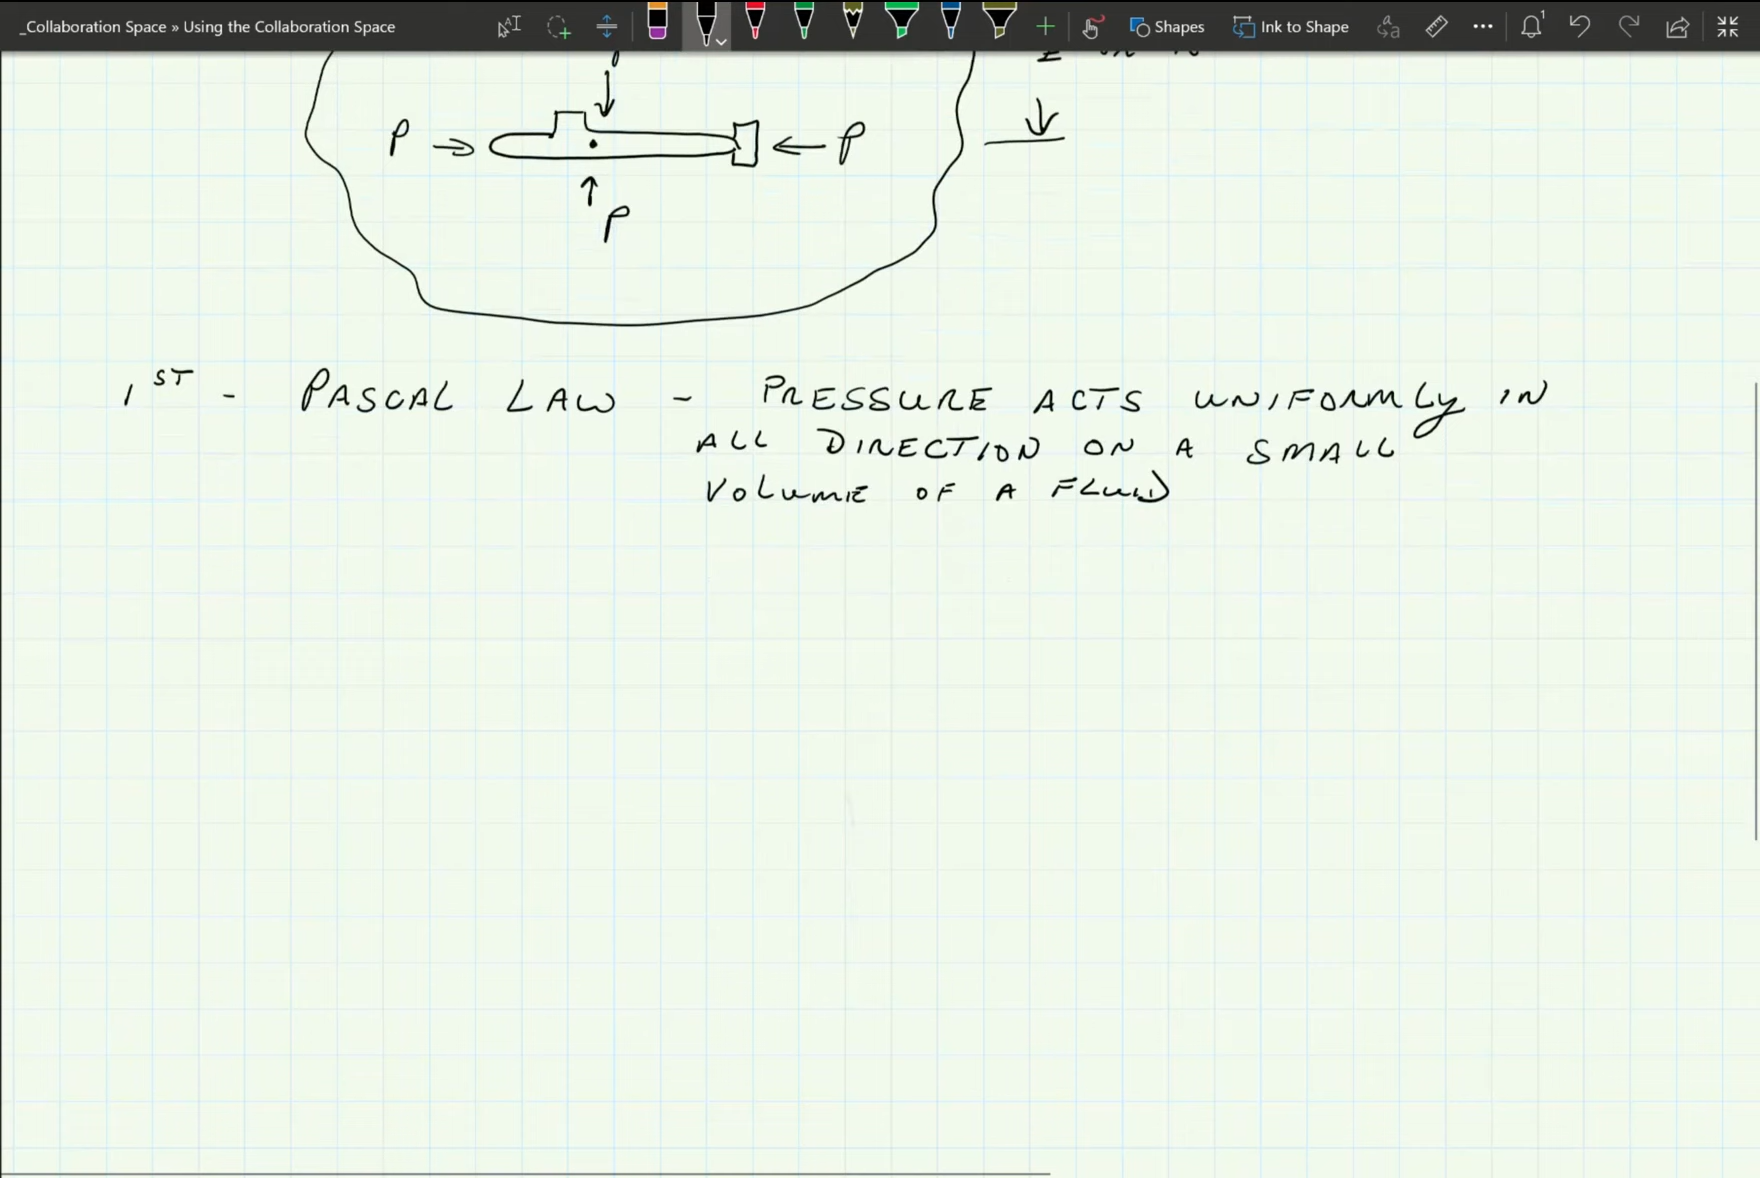 _Collaboration Space » Using the Collaboration Space
Shapes
Ink to Shape
1
P
P
P
1ST - PASCAL LAW - PRESSURE ACTS UNIFORMLY IN
ALL DIRECTION ON A SMALL
VOLUME OF A FLUID